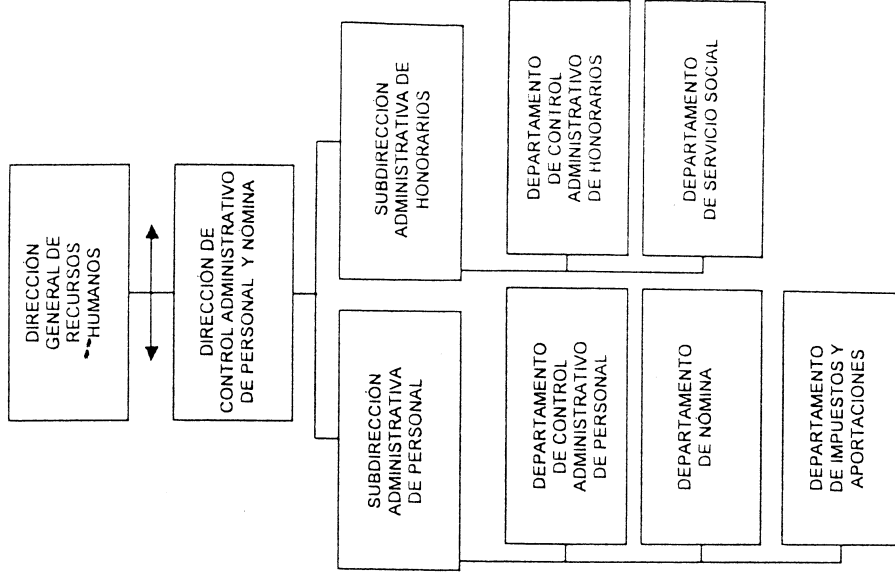 DIRECCIÓN
GENERAL DE
RECURSOS
HUMANOS
DIRECCIÓN DE
CONTROL ADMINISTRATIVO
DE PERSONAL Y NÓMINA
SUBDIRECCIÓN
ADMINISTRATIVA
DE PERSONAL
SUBDIRECCIÓN
ADMINISTRATIVA DE
HONORARIOS
DEPARTAMENTO
DE CONTROL
ADMINISTRATIVO
DE PERSONAL
DEPARTAMENTO
DE NÓMINA
DEPARTAMENTO
DE IMPUESTOS Y
APORTACIONES
DEPARTAMENTO
DE CONTROL
ADMINISTRATIVO
DE HONORARIOS
DEPARTAMENTO
DE SERVICIO SOCIAL